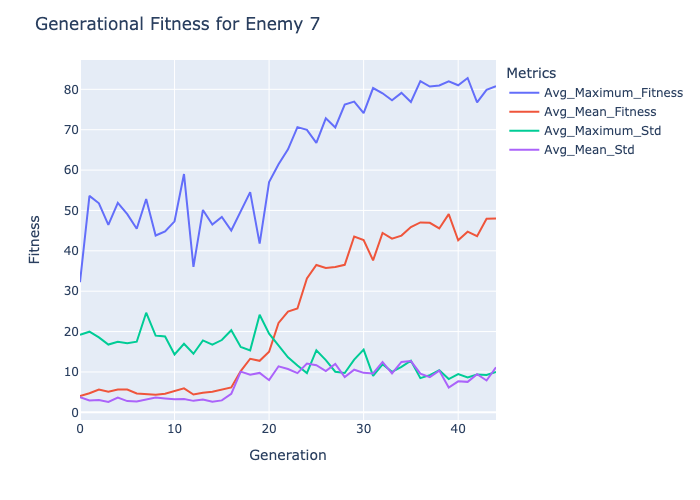 Generational Fitness for Enemy 7
Metrics
Avg_Maximum_Fitness
Avg_Mean_Fitness
Avg_Maximum_Std
Avg_Mean_Std
Fitness
80
70
60
50
40
30
20
10
0
0 10 20 30 40
Generation